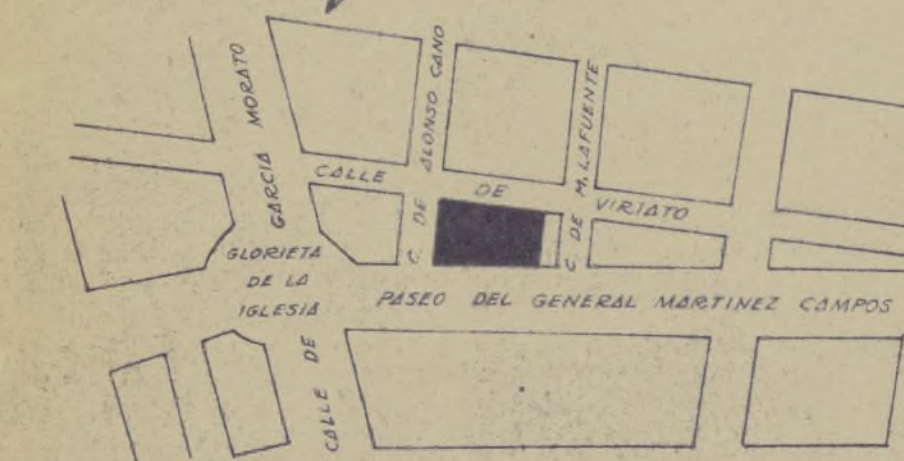 GARCIA MORATO
CALLE DE VIRIATO
C. DE ALONSO CANO
C. DE M. LAFUENTE
GLORIETA
DE LA
IGLESIA
PASEO DEL GENERAL MARTINEZ CAMPOS
CALLE DE